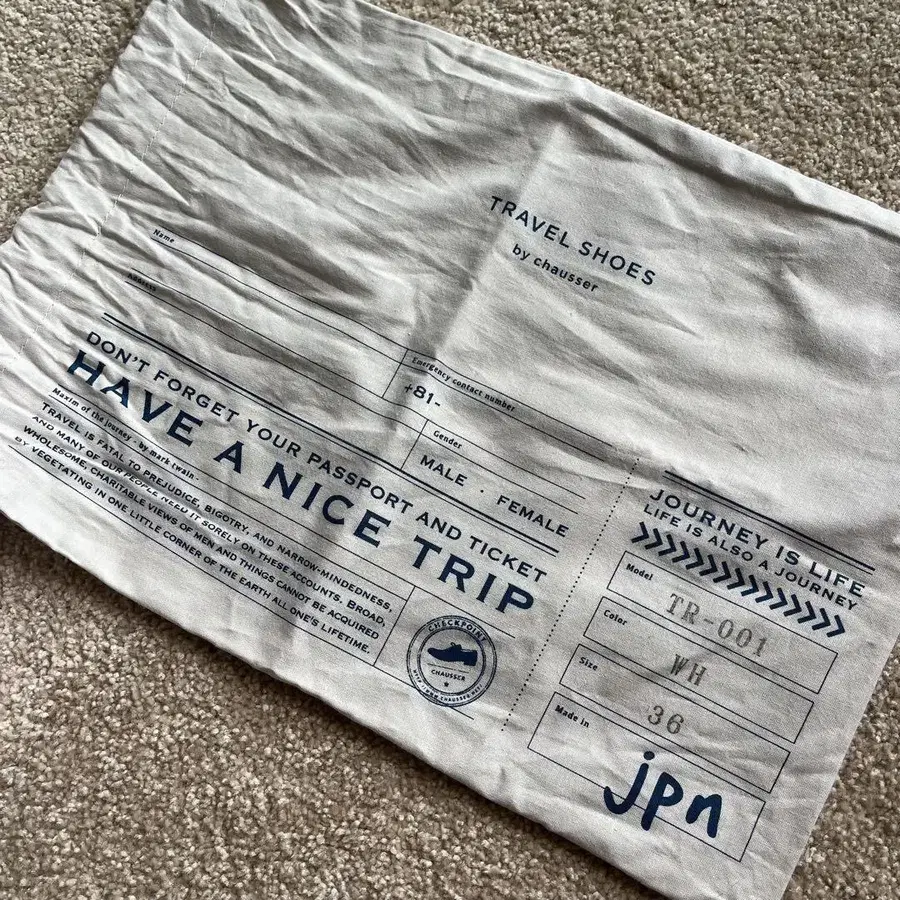 TRAVEL SHOES
by chausser
Name
Address
Emergency contact number
+81-
Gender
MALE · FEMALE
DON'T FORGET YOUR PASSPORT AND TICKET
HAVE A NICE TRIP
Maxim of the journey - by mark twain -
TRAVEL IS FATAL TO PREJUDICE, BIGOTRY, AND NARROW-MINDEDNESS,
AND MANY OF OUR PEOPLE NEED IT SORELY ON THESE ACCOUNTS. BROAD,
WHOLESOME, CHARITABLE VIEWS OF MEN AND THINGS CANNOT BE ACQUIRED
BY VEGETATING IN ONE LITTLE CORNER OF THE EARTH ALL ONE'S LIFETIME.
CHECKPOINT
CHAUSSER
HTTP://WWW.CHAUSSER.NET/
JOURNEY IS LIFE
LIFE IS ALSO A JOURNEY
Model
TR-001
Color
WH
Size
36
Made in
jpn